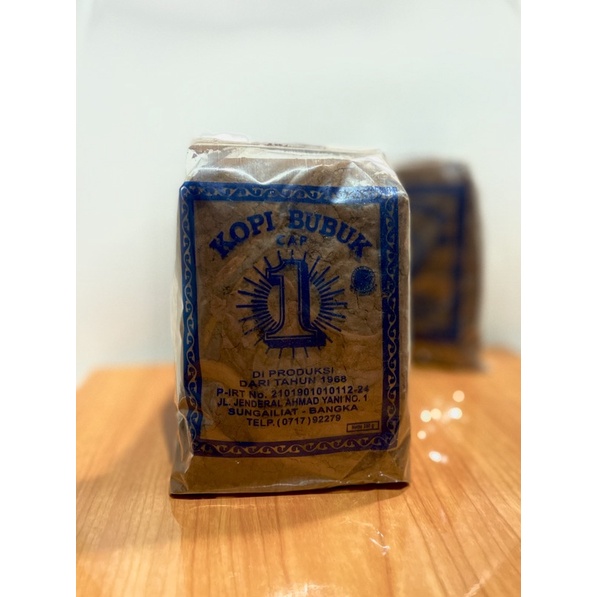 KOPI BUBUK
CAP
1
DI PRODUKSI
DARI TAHUN 1968
P-IRT No. 2101901010112-24
JL. JENDERAL AHMAD YANI NO. 1
SUNGAILIAT - BANGKA
TELP. (0717) 92279